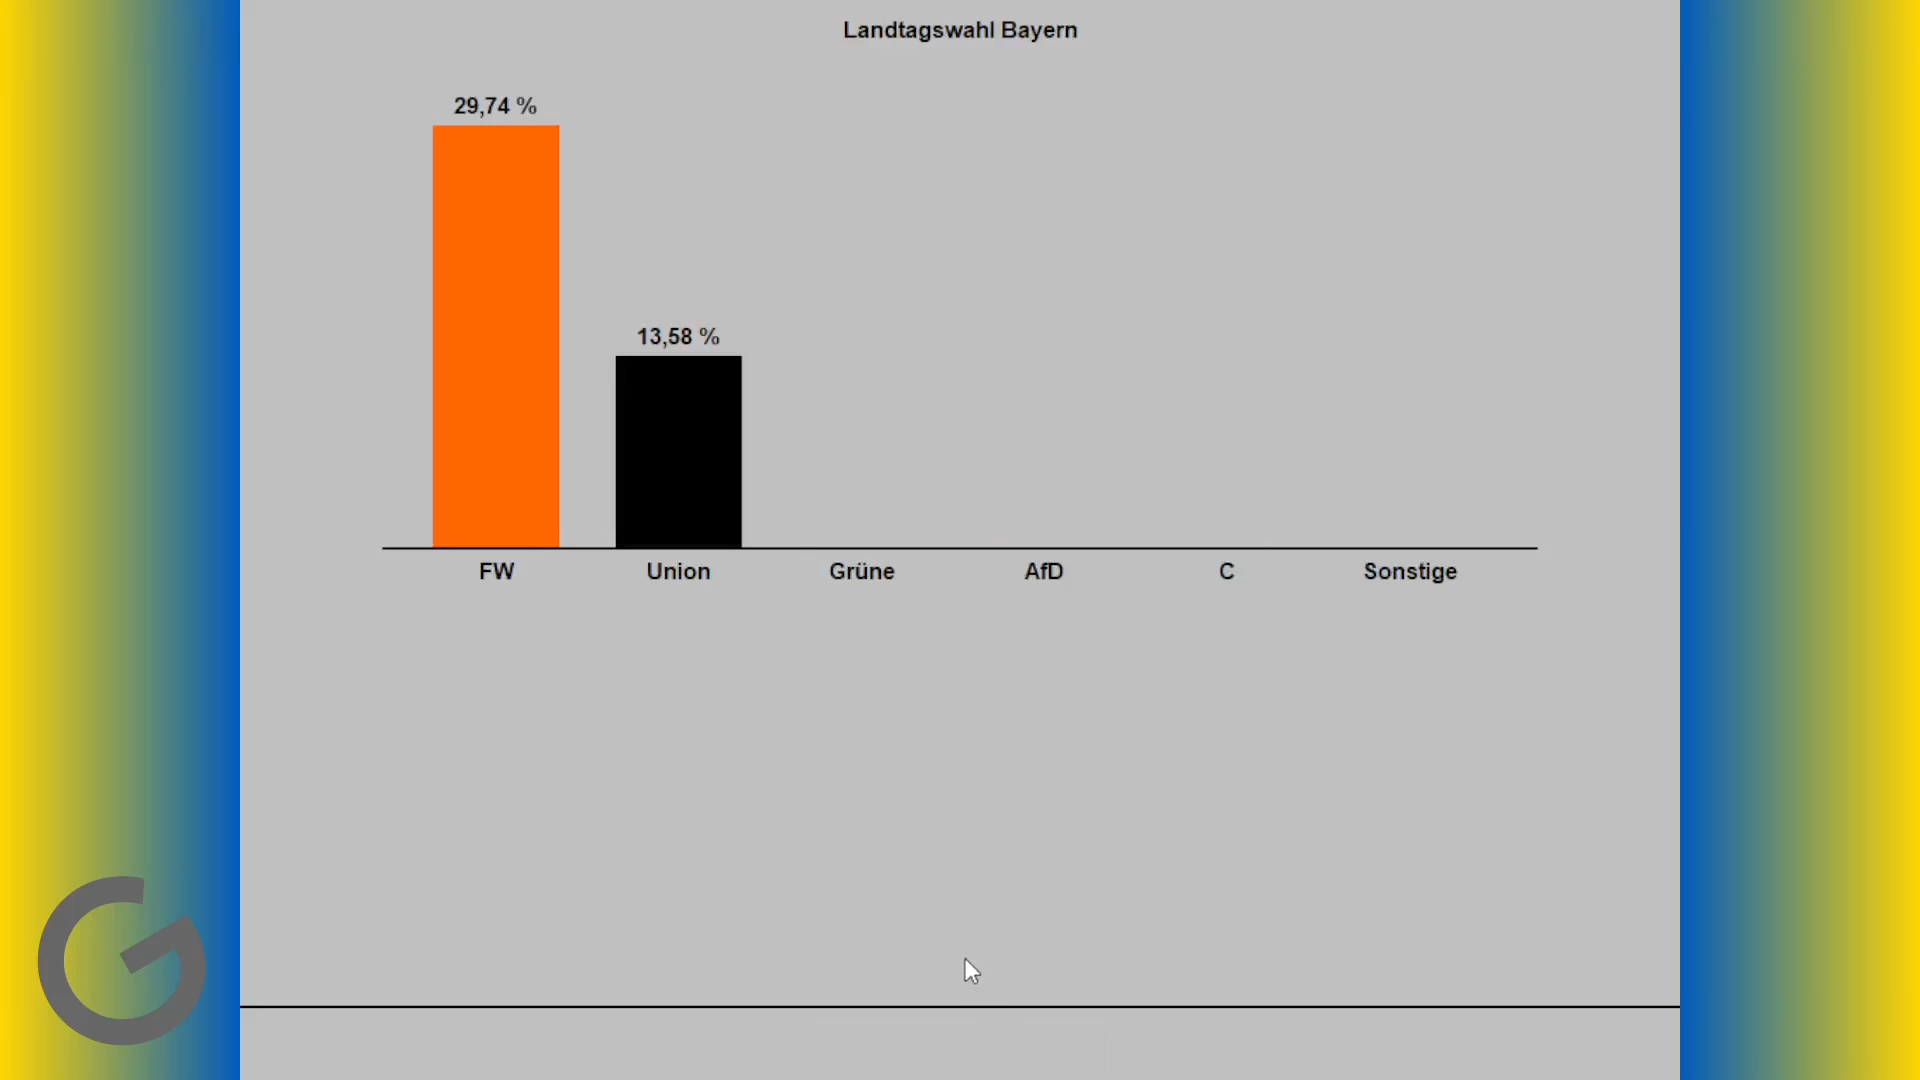 Landtagswahl Bayern
29,74 %
13,58 %
FW Union Grüne AfD C Sonstige
G